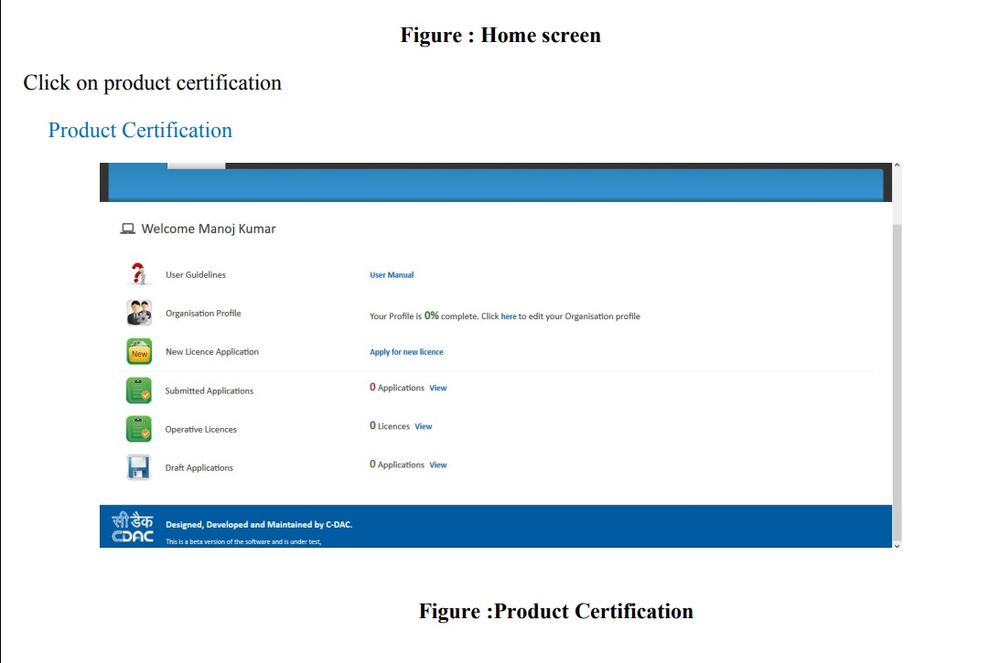 Figure : Home screen
Click on product certification
Product Certification
Welcome Manoj Kumar
User Guidelines User Manual
Organisation Profile Your Profile is 0% complete. Click here to edit your Organisation profile
New
New Licence Application Apply for new licence
Submitted Applications 0 Applications View
Operative Licences 0 Licences View
Draft Applications 0 Applications View
सी डैक
CDAC
Designed, Developed and Maintained by C-DAC.
This is a beta version of the software and is under test,
Figure :Product Certification